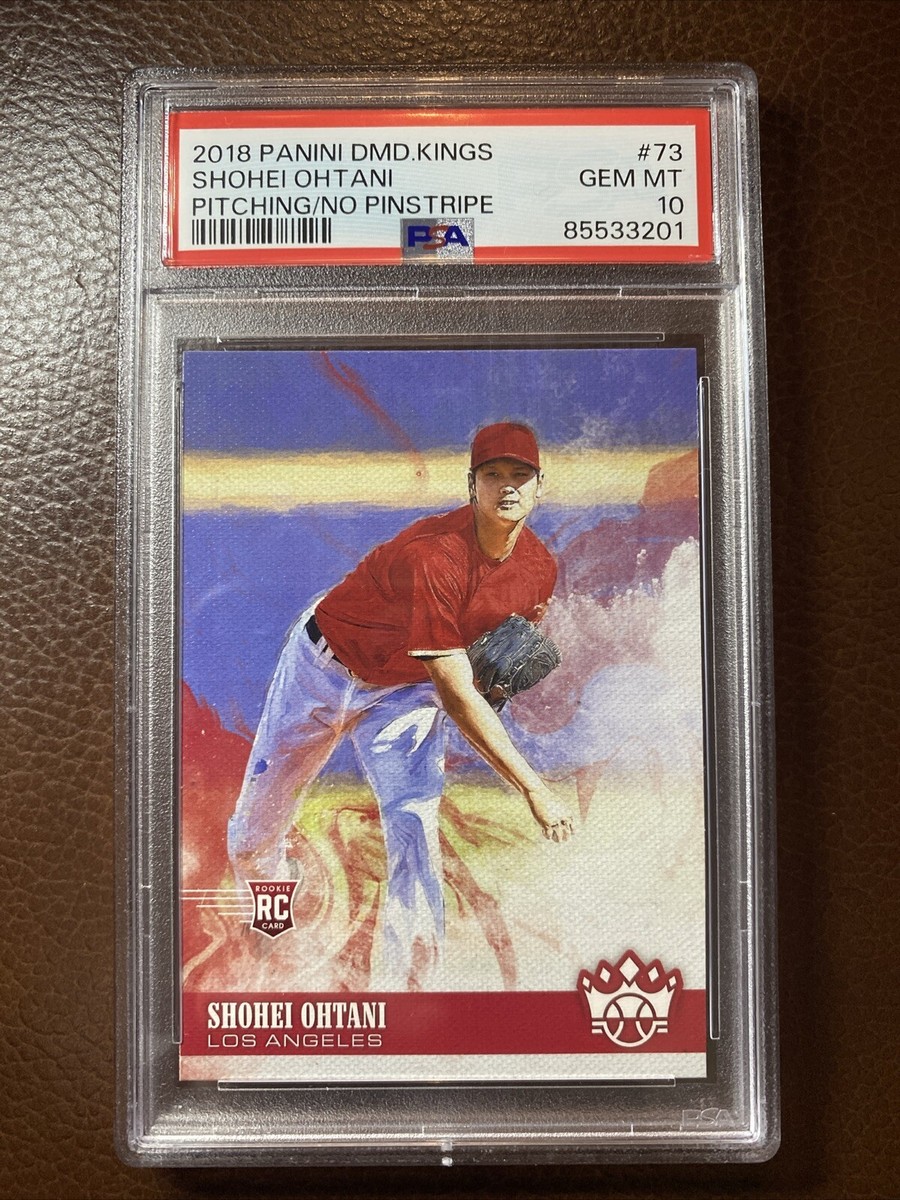 2018 PANINI DMD.KINGS #73
SHOHEI OHTANI GEM MT
PITCHING/NO PINSTRIPE 10
PSA 85533201
ROOKIE
RC
CARD
SHOHEI OHTANI
LOS ANGELES
PSA